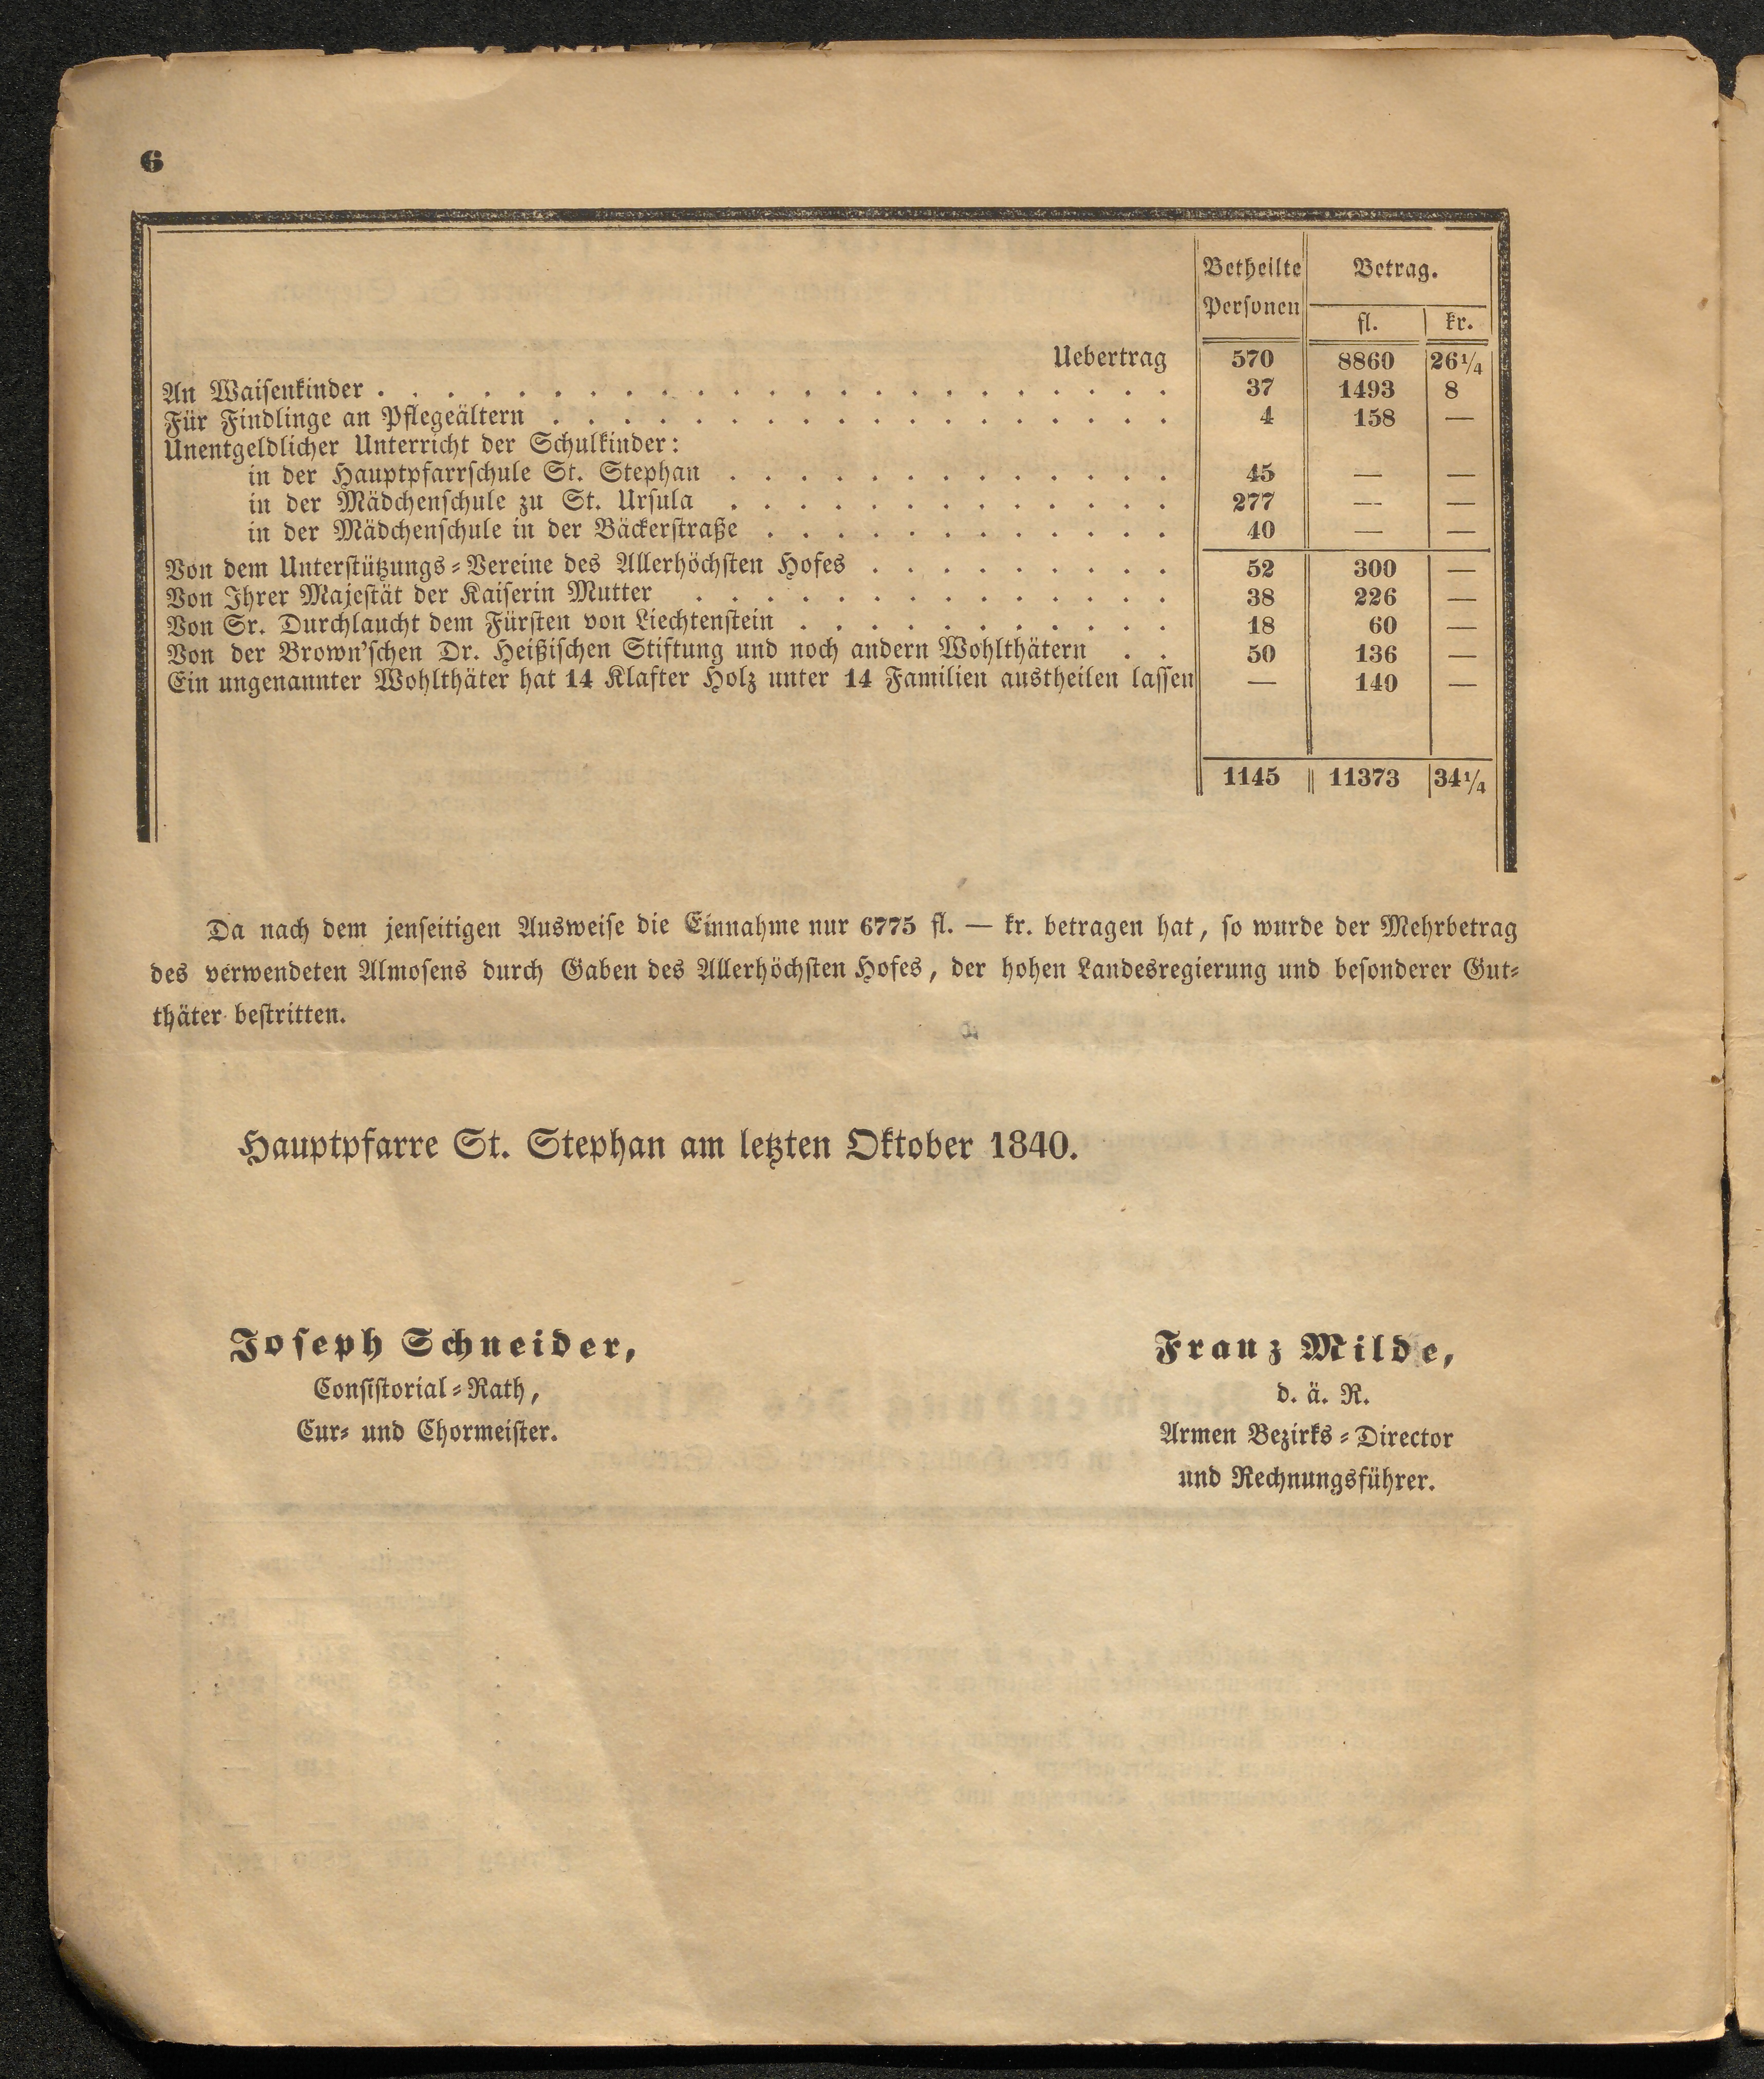 6
Betheilte Personen Betrag.
fl. kr.
Uebertrag 570 8860 26¼
An Waisenkinder . . . . . . . . . . . . . . . . . . . . . . . 37 1493 8
Für Findlinge an Pflegeältern . . . . . . . . . . . . . . . . . . 4 158 —
Unentgeldlicher Unterricht der Schulkinder:
in der Hauptpfarrschule St. Stephan . . . . . . . . . . . . . 45 — —
in der Mädchenschule zu St. Ursula . . . . . . . . . . . . . 277 — —
in der Mädchenschule in der Bäckerstraße . . . . . . . . . . . . 40 — —
Von dem Unterstützungs-Vereine des Allerhöchsten Hofes . . . . . . . . . 52 300 —
Von Ihrer Majestät der Kaiserin Mutter . . . . . . . . . . . . . . 38 226 —
Von Sr. Durchlaucht dem Fürsten von Liechtenstein . . . . . . . . . . . 18 60 —
Von der Brown'schen Dr. Heißischen Stiftung und noch andern Wohlthätern . . 50 136 —
Ein ungenannter Wohlthäter hat 14 Klafter Holz unter 14 Familien austheilen lassen — 140 —
1145 11373 34¼
Da nach dem jenseitigen Ausweise die Einnahme nur 6775 fl. — kr. betragen hat, so wurde der Mehrbetrag
des verwendeten Almosens durch Gaben des Allerhöchsten Hofes, der hohen Landesregierung und besonderer Gut-
thäter bestritten.
Hauptpfarre St. Stephan am letzten Oktober 1840.
Joseph Schneider,
Consistorial-Rath,
Cur- und Chormeister.
Franz Milde,
d. ä. R.
Armen Bezirks-Director
und Rechnungsführer.